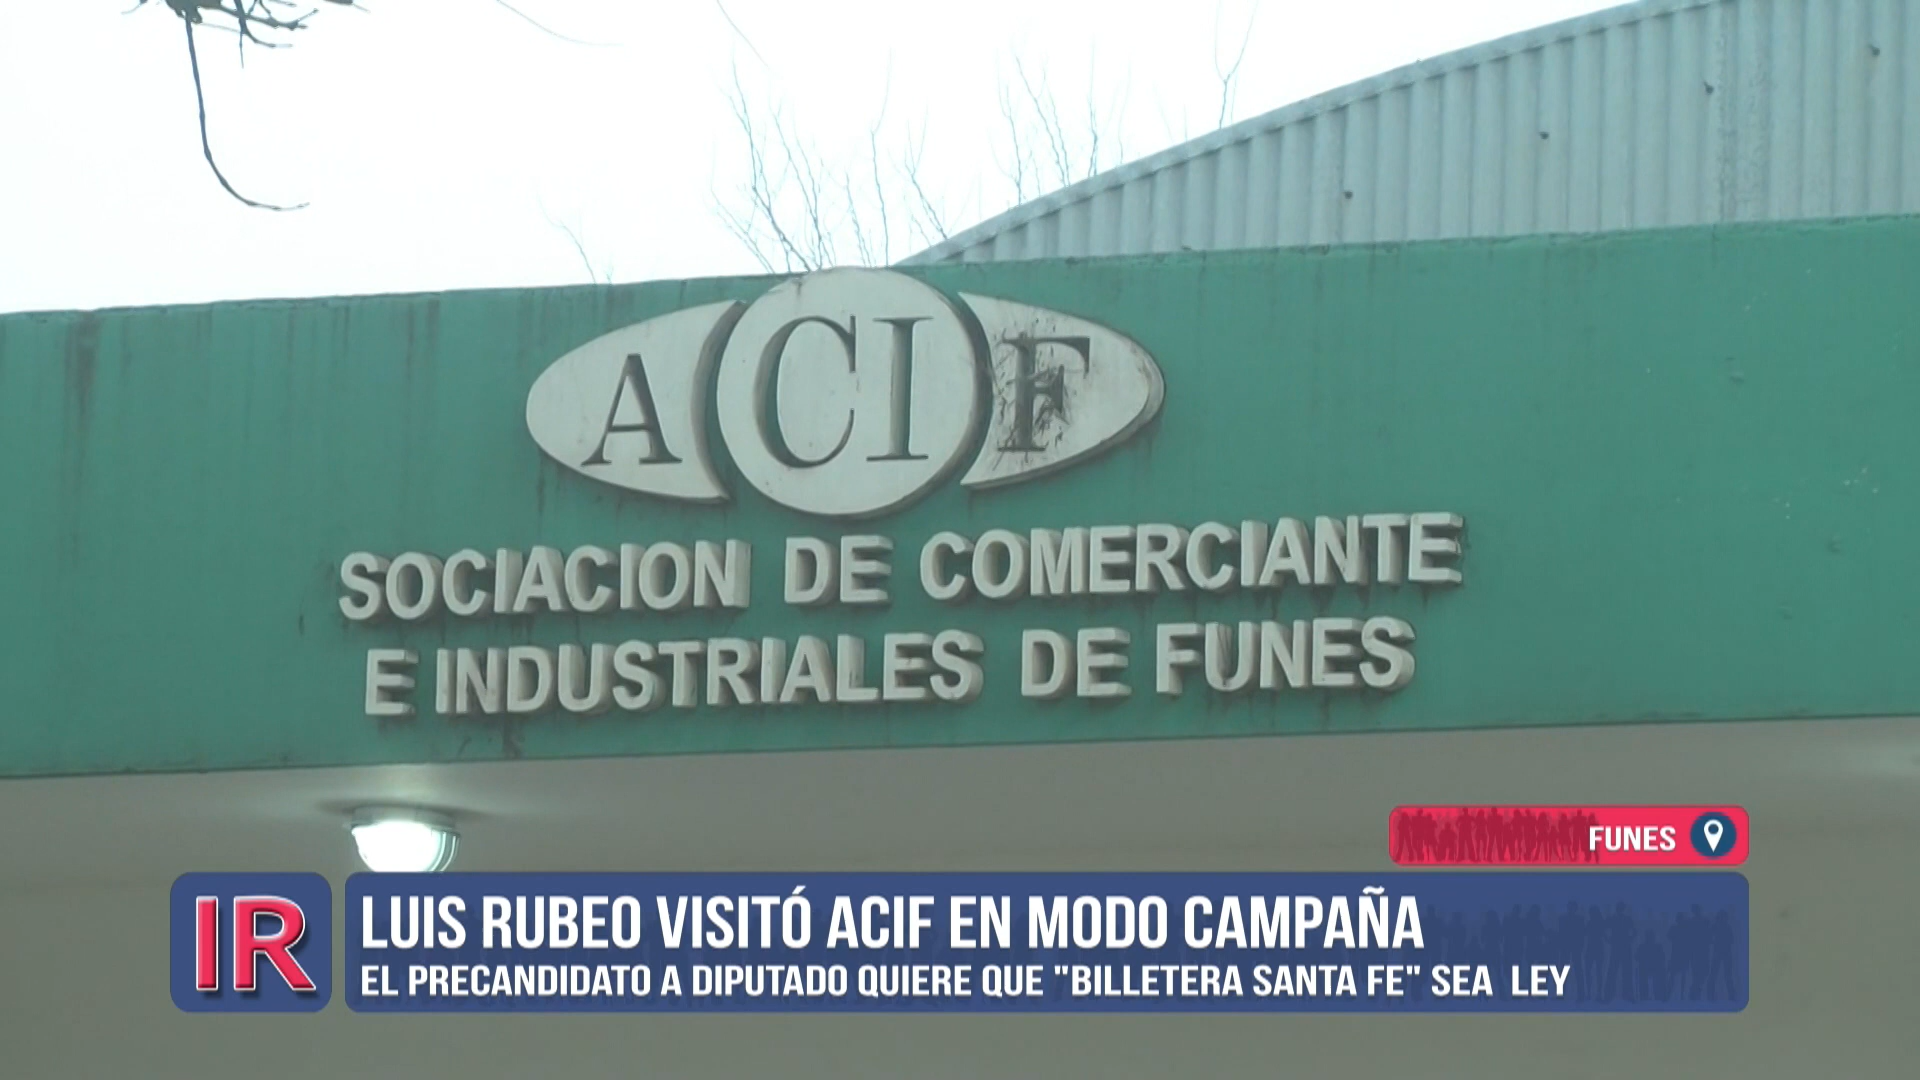 ACIF
SOCIACION DE COMERCIANTE
E INDUSTRIALES DE FUNES
FUNES
IR
LUIS RUBEO VISITÓ ACIF EN MODO CAMPAÑA
EL PRECANDIDATO A DIPUTADO QUIERE QUE "BILLETERA SANTA FE" SEA LEY